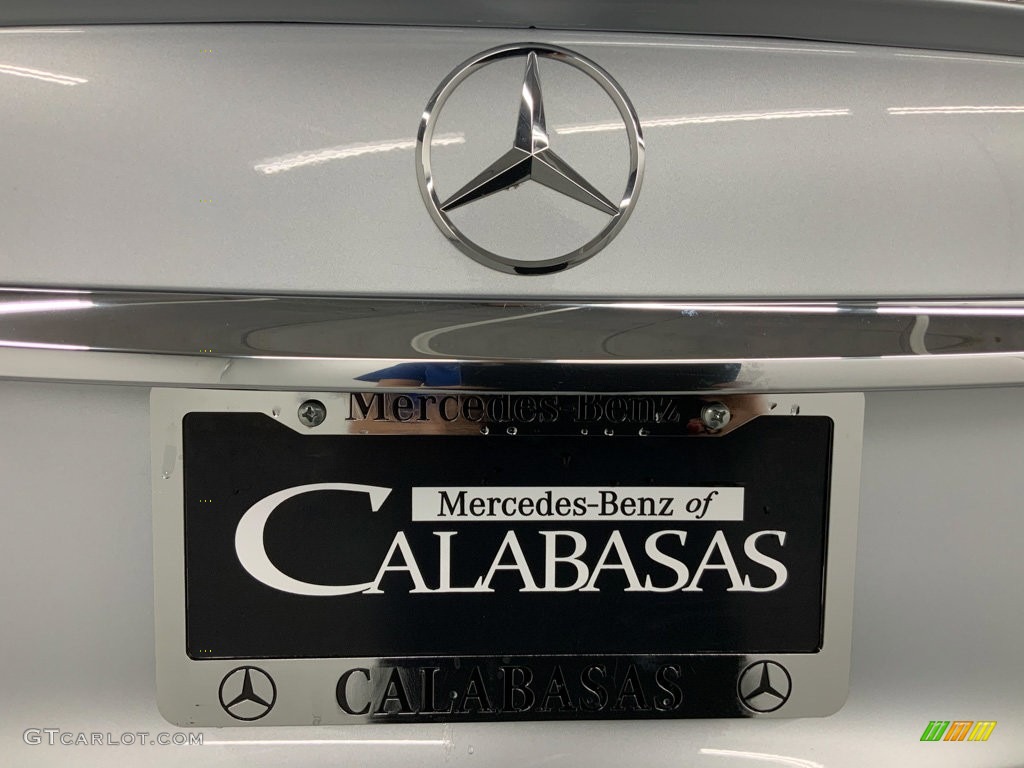 Mercedes-Benz
Mercedes-Benz of
CALABASAS
CALABASAS
GTCARLOT.COM